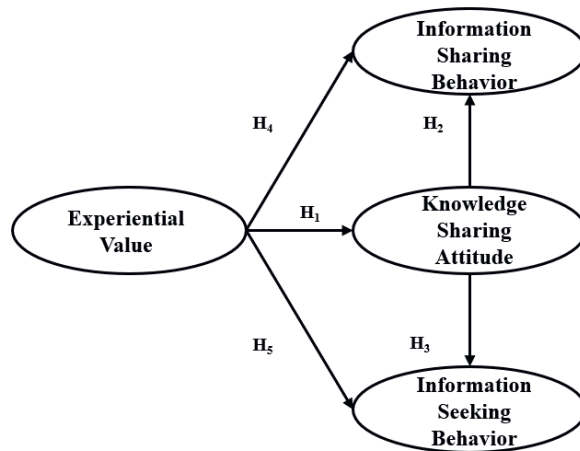 Information
Sharing
Behavior
H4
H2
Experiential
Value
H1
Knowledge
Sharing
Attitude
H5
H3
Information
Seeking
Behavior